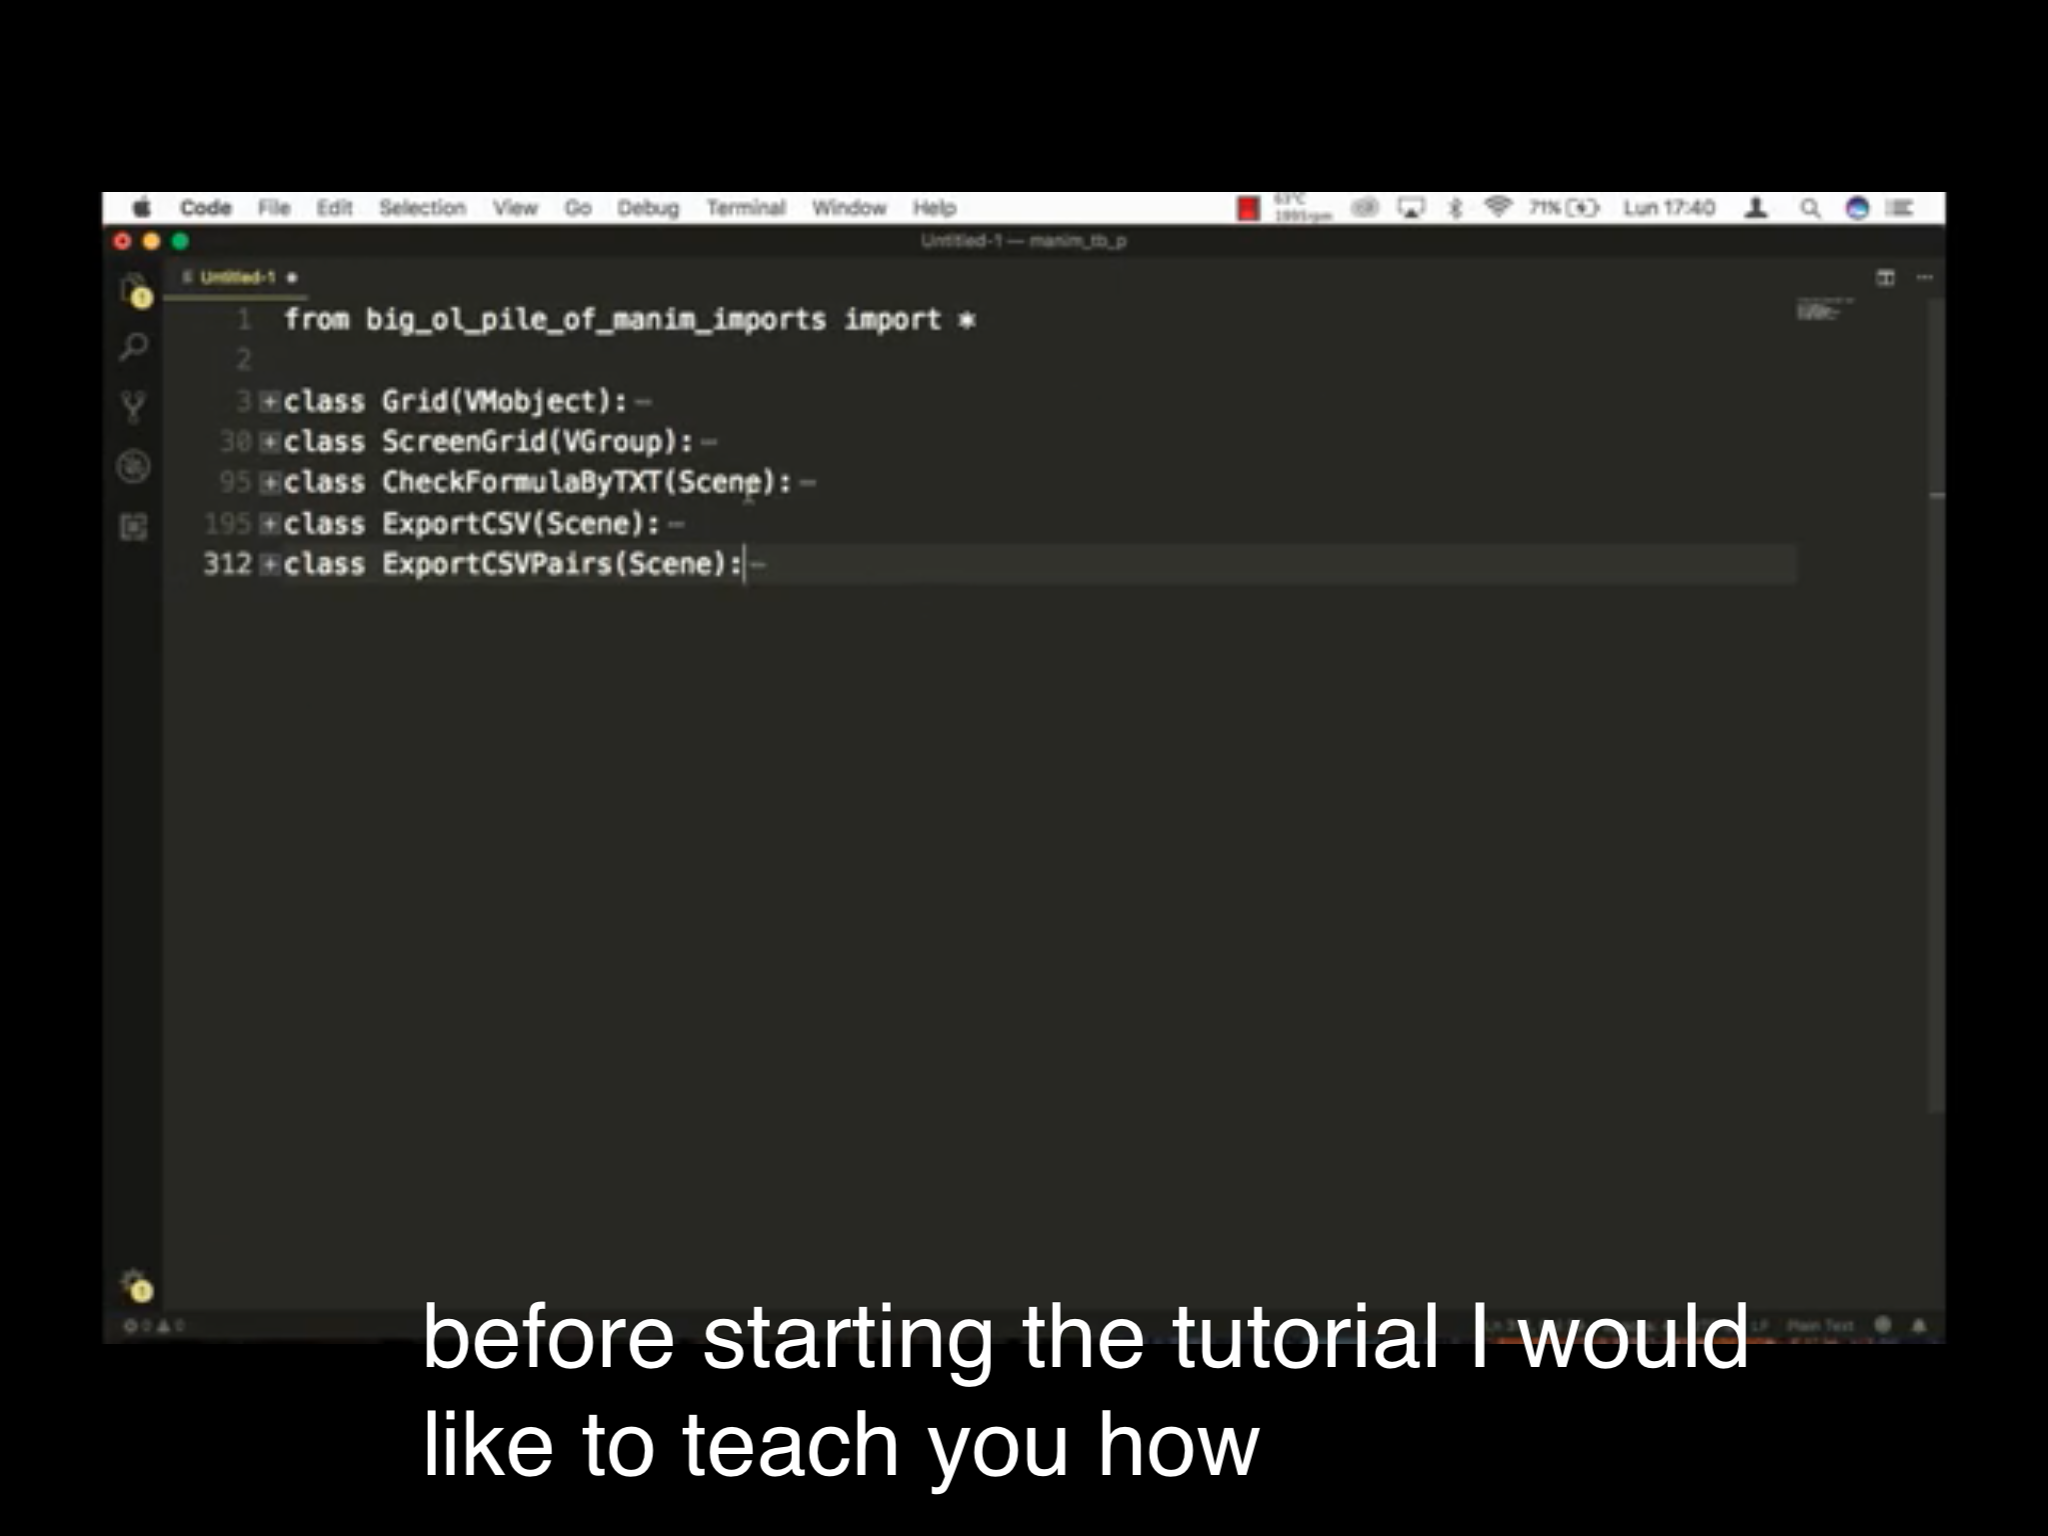 Code File Edit Selection View Go Debug Terminal Window Help 71% Lun 17:40
Untitled-1 — manim_tb_p
Untitled-1
1 from big_ol_pile_of_manim_imports import *
2
3 class Grid(VMobject):
30 class ScreenGrid(VGroup):
95 class CheckFormulaByTXT(Scene):
195 class ExportCSV(Scene):
312 class ExportCSVPairs(Scene):
LF Plain Text
before starting the tutorial I would
like to teach you how